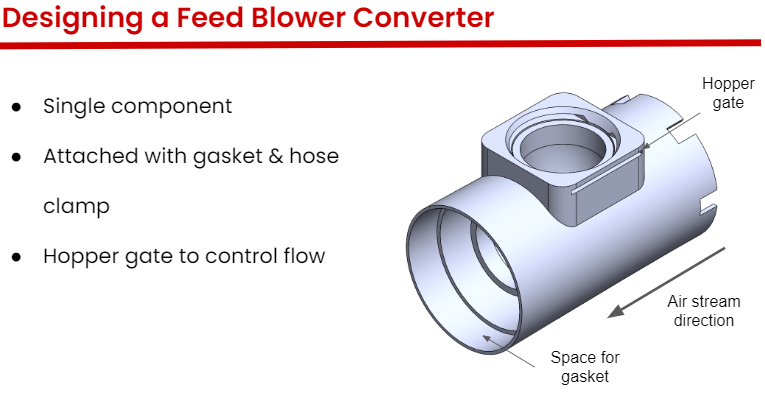 Designing a Feed Blower Converter
● Single component
● Attached with gasket & hose
clamp
● Hopper gate to control flow
Hopper
gate
Air stream
direction
Space for
gasket